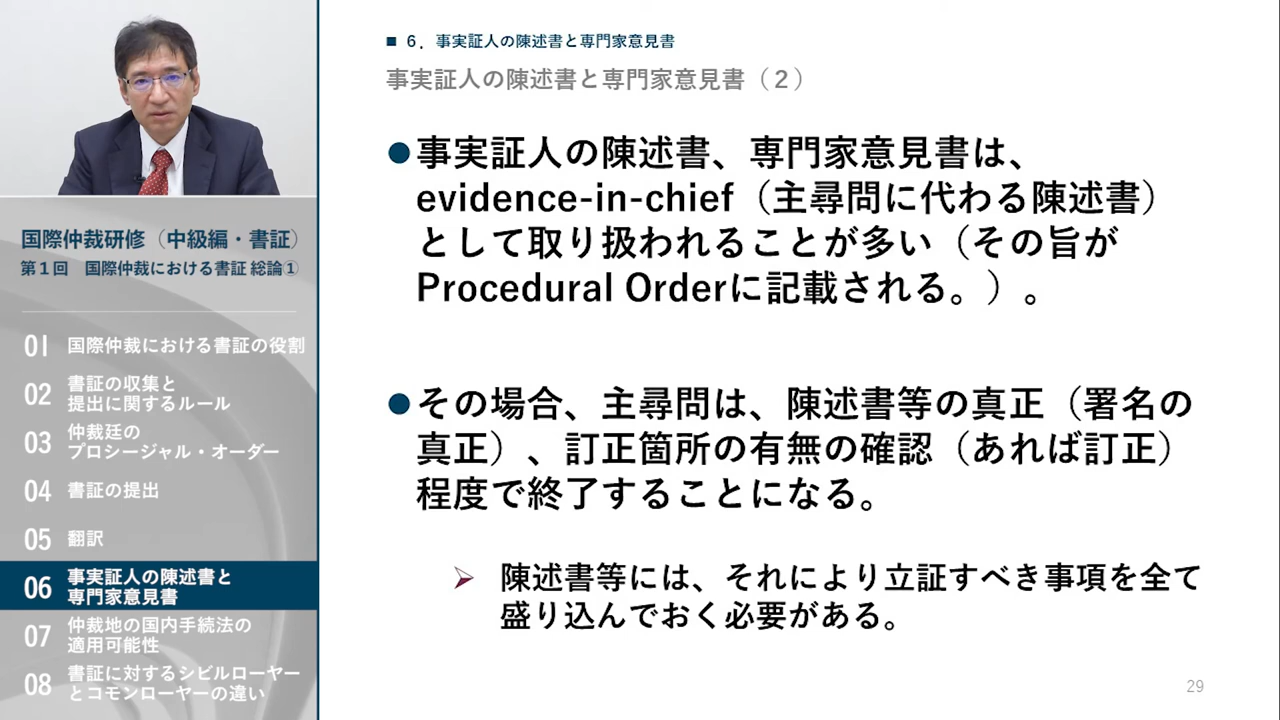 国際仲裁研修（中級編・書証）
第１回　国際仲裁における書証 総論①
01 国際仲裁における書証の役割
02 書証の収集と
提出に関するルール
03 仲裁廷の
プロシージャル・オーダー
04 書証の提出
05 翻訳
06 事実証人の陳述書と
専門家意見書
07 仲裁地の国内手続法の
適用可能性
08 書証に対するシビルローヤー
とコモンローヤーの違い
■ ６．事実証人の陳述書と専門家意見書
事実証人の陳述書と専門家意見書（２）
●事実証人の陳述書、専門家意見書は、
evidence-in-chief（主尋問に代わる陳述書）
として取り扱われることが多い（その旨が
Procedural Orderに記載される。）。
●その場合、主尋問は、陳述書等の真正（署名の
真正）、訂正箇所の有無の確認（あれば訂正）
程度で終了することになる。
➢ 陳述書等には、それにより立証すべき事項を全て
盛り込んでおく必要がある。
29